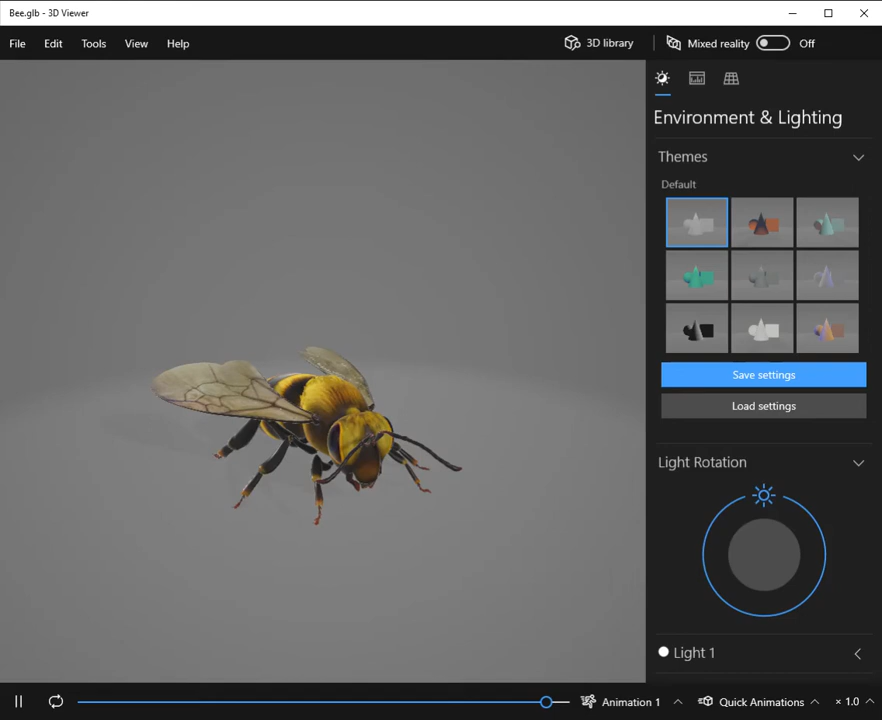 Bee.glb - 3D Viewer
File Edit Tools View Help 3D library Mixed reality Off
Environment & Lighting
Themes
Default
Save settings
Load settings
Light Rotation
Light 1
Animation 1 Quick Animations × 1.0